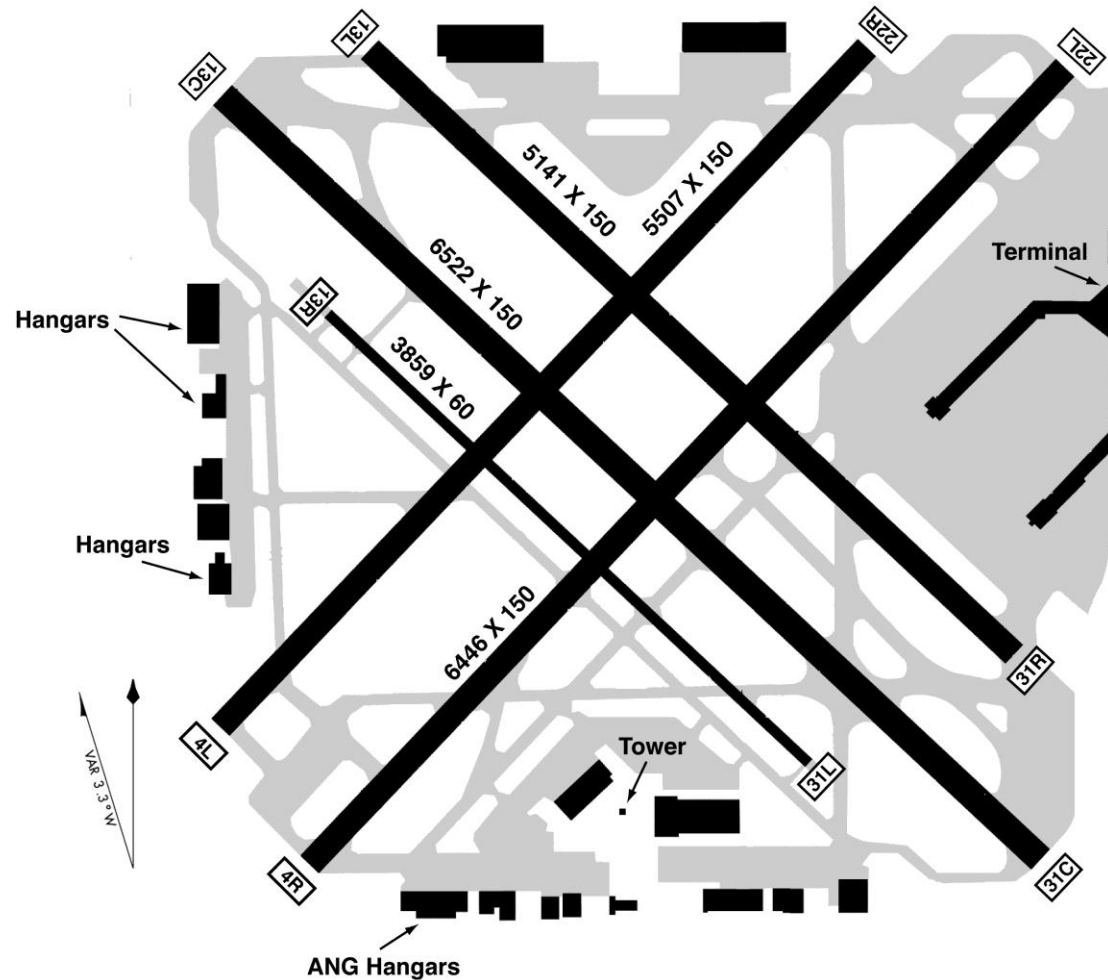 13C
13L
22R
22L
5141 X 150
5507 X 150
6522 X 150
Terminal
13R
Hangars
3859 X 60
Hangars
6446 X 150
31R
4L
VAR 3.3° W
Tower
31L
4R
31C
ANG Hangars